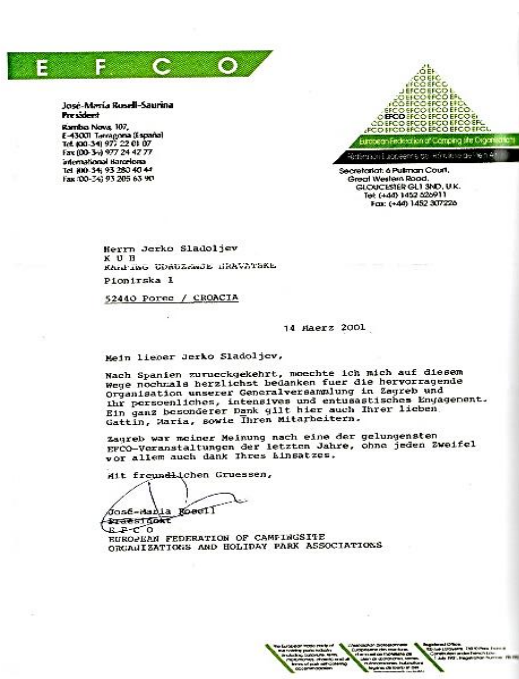 E F C O
José-María Rosell-Saurina
President
Rambla Nova, 107,
E-43001 Tarragona (España)
Tel. (00-34) 977 22 01 07
Fax (00-34) 977 24 47 77
International Barcelona
Tel (00-34) 93 280 40 44
Fax (00-34) 93 205 63 90
EFCO
European Federation of Camping Site Organisations
Secretariat: 6 Pullman Court,
Great Western Road,
GLOUCESTER GL1 3ND, U.K.
Tel: (+44) 1452 526911
Fax: (+44) 1452 307226
Herrn Jerko Sladoljev
K U H
KAMPING UDRUZENJE HRVATSKE
Pionirska 1
52440 Porec / CROACIA
14 Maerz 2001
Mein lieber Jerko Sladoljev,
Nach Spanien zurueckgekehrt, moechte ich mich auf diesem
Wege nochmals herzlichst bedanken fuer die hervorragende
Organisation unserer Generalversammlung in Zagreb und
Ihr persoenliches, intensives und entusastisches Engagement.
Ein ganz besonderer Dank gilt hier auch Ihrer lieben
Gattin, Maria, sowie Ihren Mitarbeitern.
Zagreb war meiner Meinung nach eine der gelungensten
EFCO-Veranstaltungen der letzten Jahre, ohne jeden Zweifel
vor allem auch dank Ihres Einsatzes.
Mit freundlichen Gruessen,
José-Maria Rosell
Praesident
E F C O
EUROPEAN FEDERATION OF CAMPINGSITE
ORGANIZATIONS AND HOLIDAY PARK ASSOCIATIONS